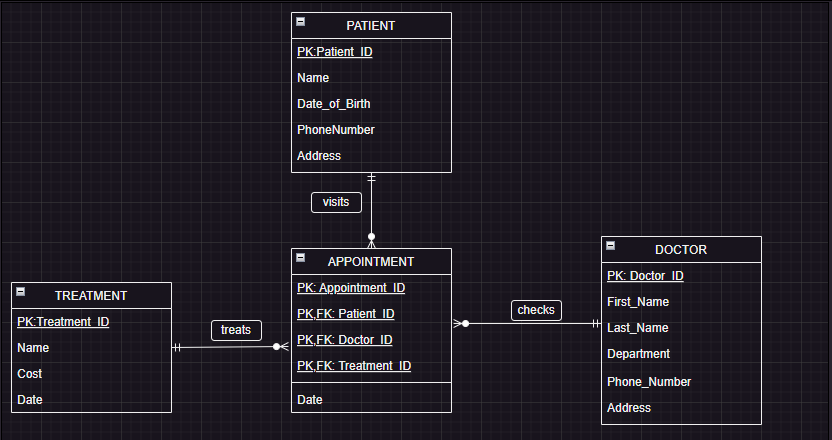 PATIENT
PK:Patient_ID
Name
Date_of_Birth
PhoneNumber
Address
visits
APPOINTMENT
PK: Appointment_ID
PK,FK: Patient_ID
PK,FK: Doctor_ID
PK,FK: Treatment_ID
Date
TREATMENT
PK:Treatment_ID
Name
Cost
Date
treats
checks
DOCTOR
PK: Doctor_ID
First_Name
Last_Name
Department
Phone_Number
Address